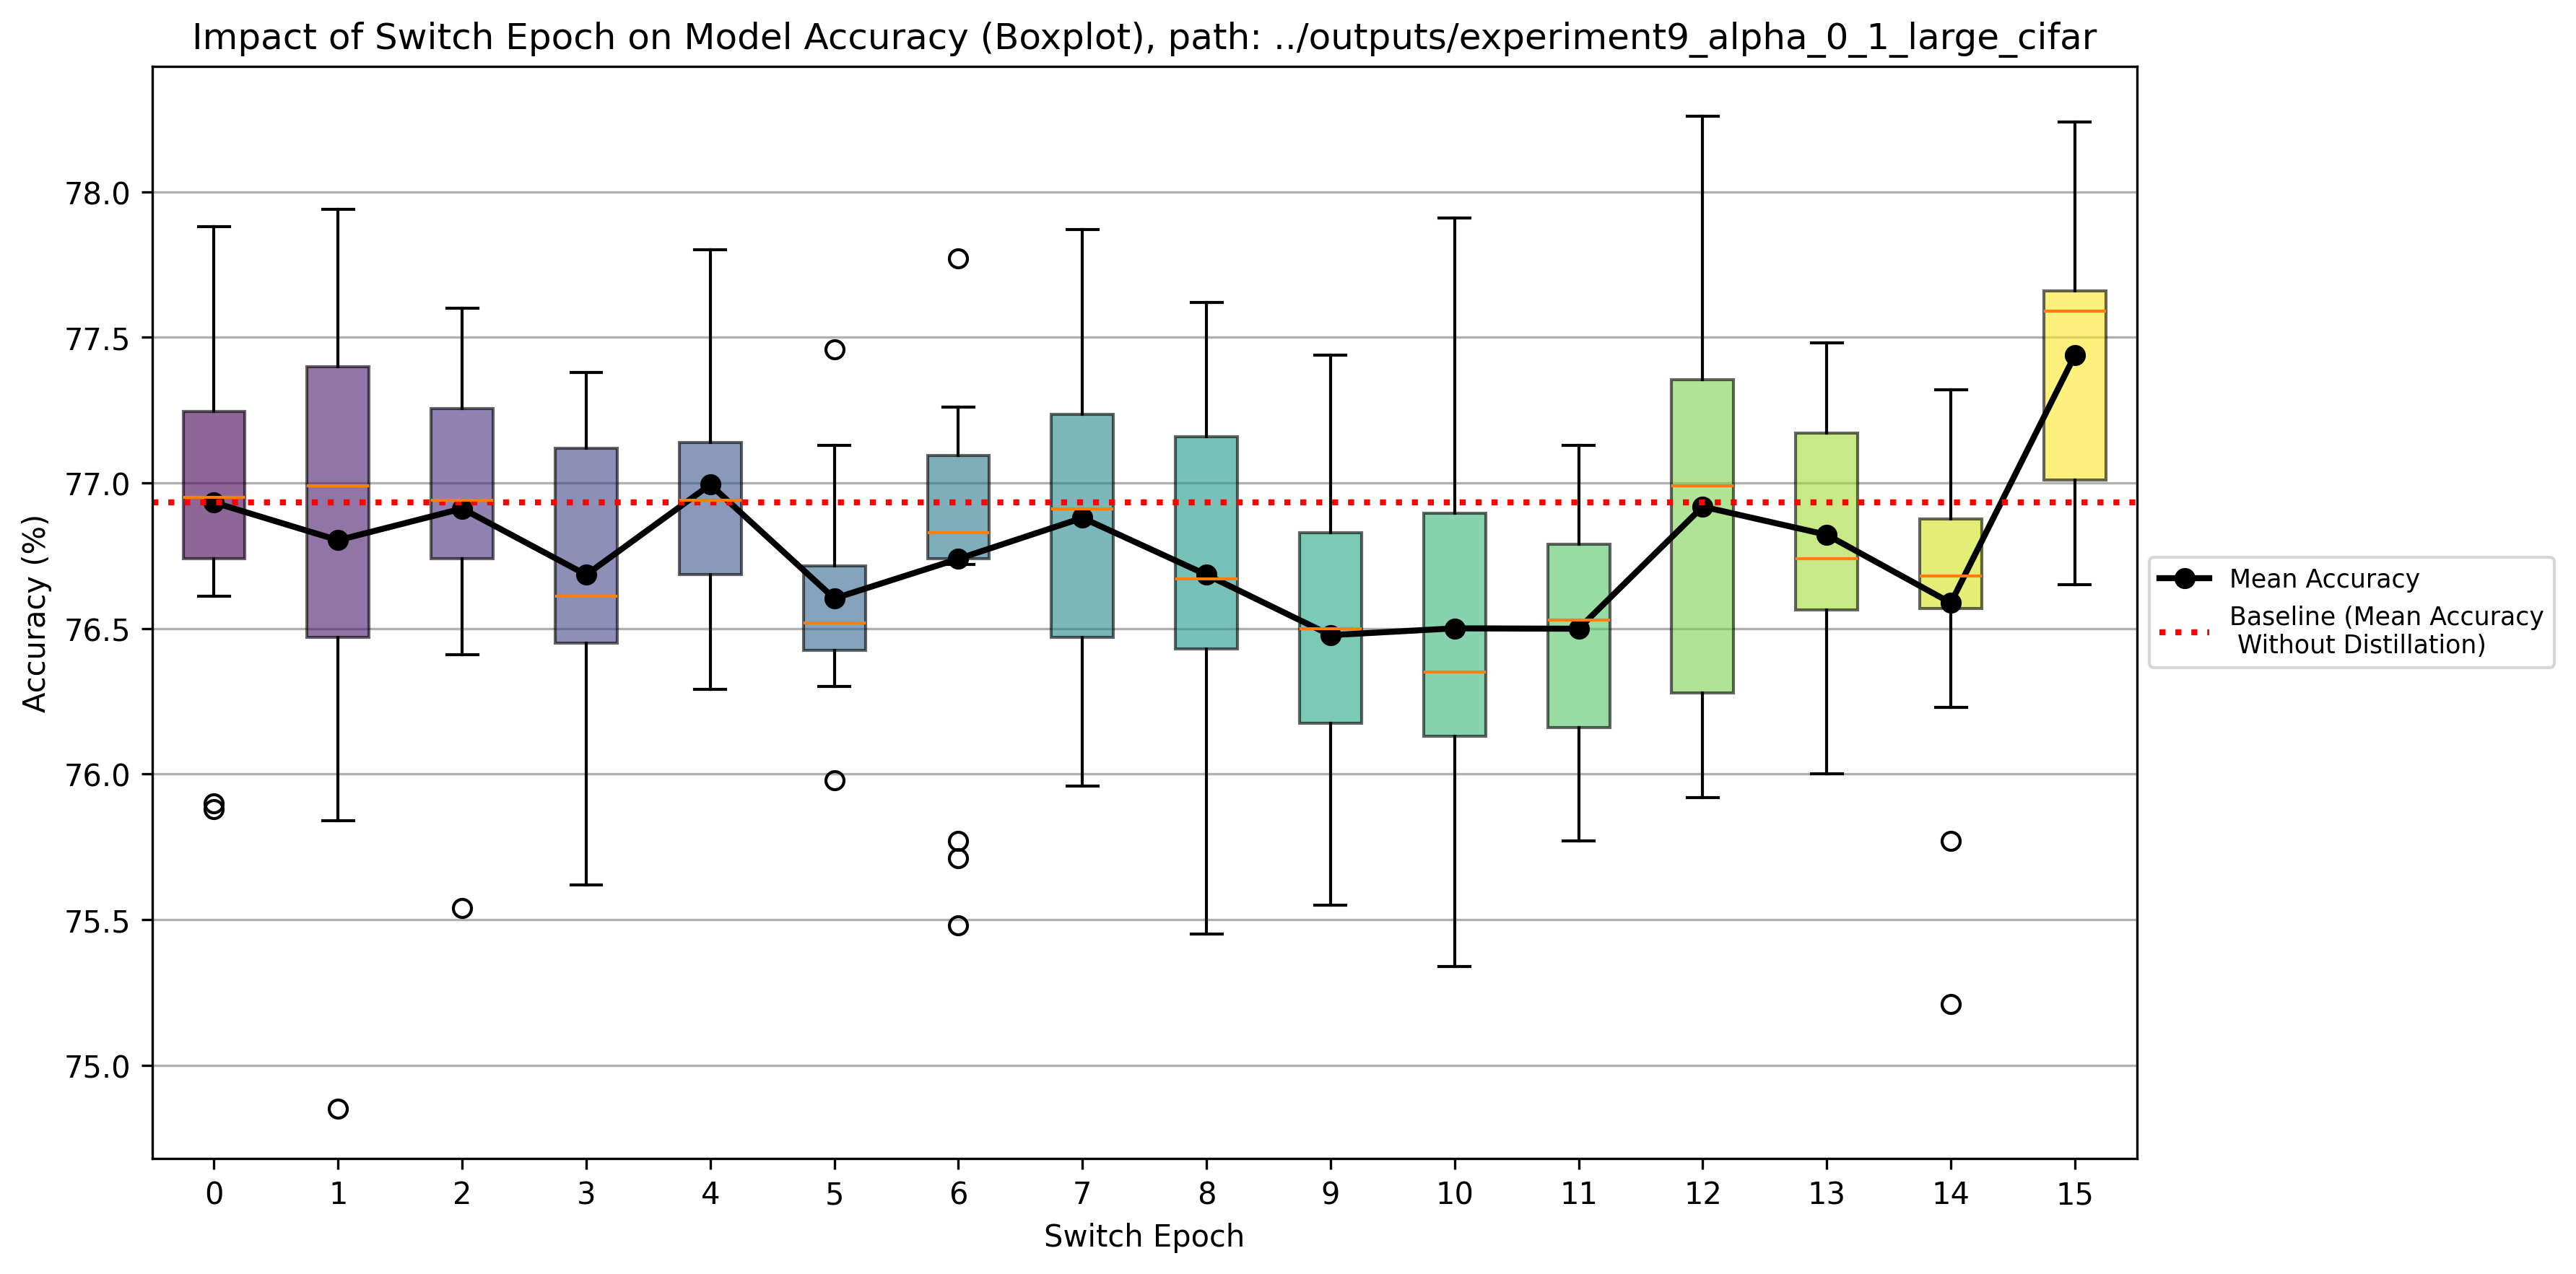 Impact of Switch Epoch on Model Accuracy (Boxplot), path: ../outputs/experiment9_alpha_0_1_large_cifar
Accuracy (%)
78.0
77.5
77.0
76.5
76.0
75.5
75.0
0 1 2 3 4 5 6 7 8 9 10 11 12 13 14 15
Switch Epoch
Mean Accuracy
Baseline (Mean Accuracy
Without Distillation)